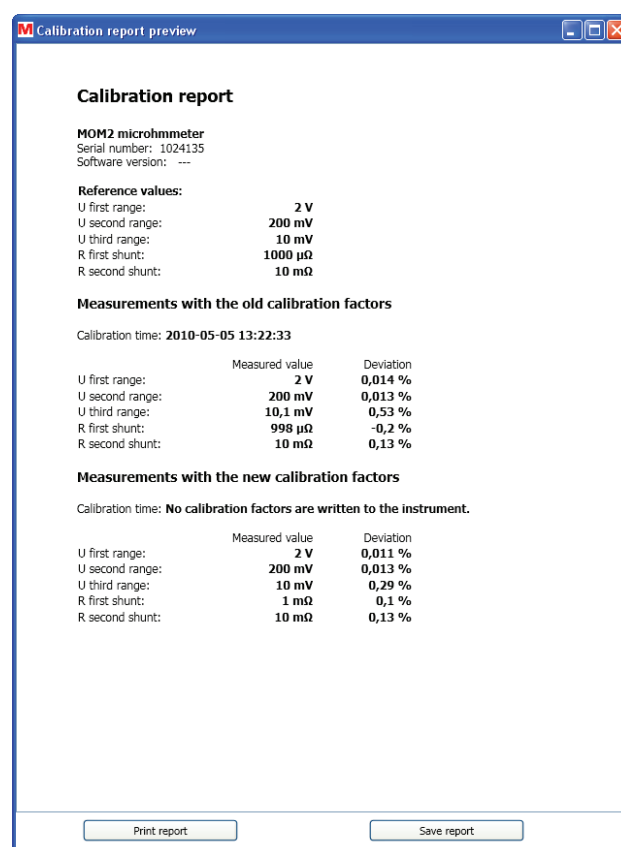 M Calibration report preview
Calibration report
MOM2 microhmmeter
Serial number: 1024135
Software version: ---
Reference values:
U first range: 2 V
U second range: 200 mV
U third range: 10 mV
R first shunt: 1000 µΩ
R second shunt: 10 mΩ
Measurements with the old calibration factors
Calibration time: 2010-05-05 13:22:33
Measured value Deviation
U first range: 2 V 0,014 %
U second range: 200 mV 0,013 %
U third range: 10,1 mV 0,53 %
R first shunt: 998 µΩ -0,2 %
R second shunt: 10 mΩ 0,13 %
Measurements with the new calibration factors
Calibration time: No calibration factors are written to the instrument.
Measured value Deviation
U first range: 2 V 0,011 %
U second range: 200 mV 0,013 %
U third range: 10 mV 0,29 %
R first shunt: 1 mΩ 0,1 %
R second shunt: 10 mΩ 0,13 %
Print report Save report